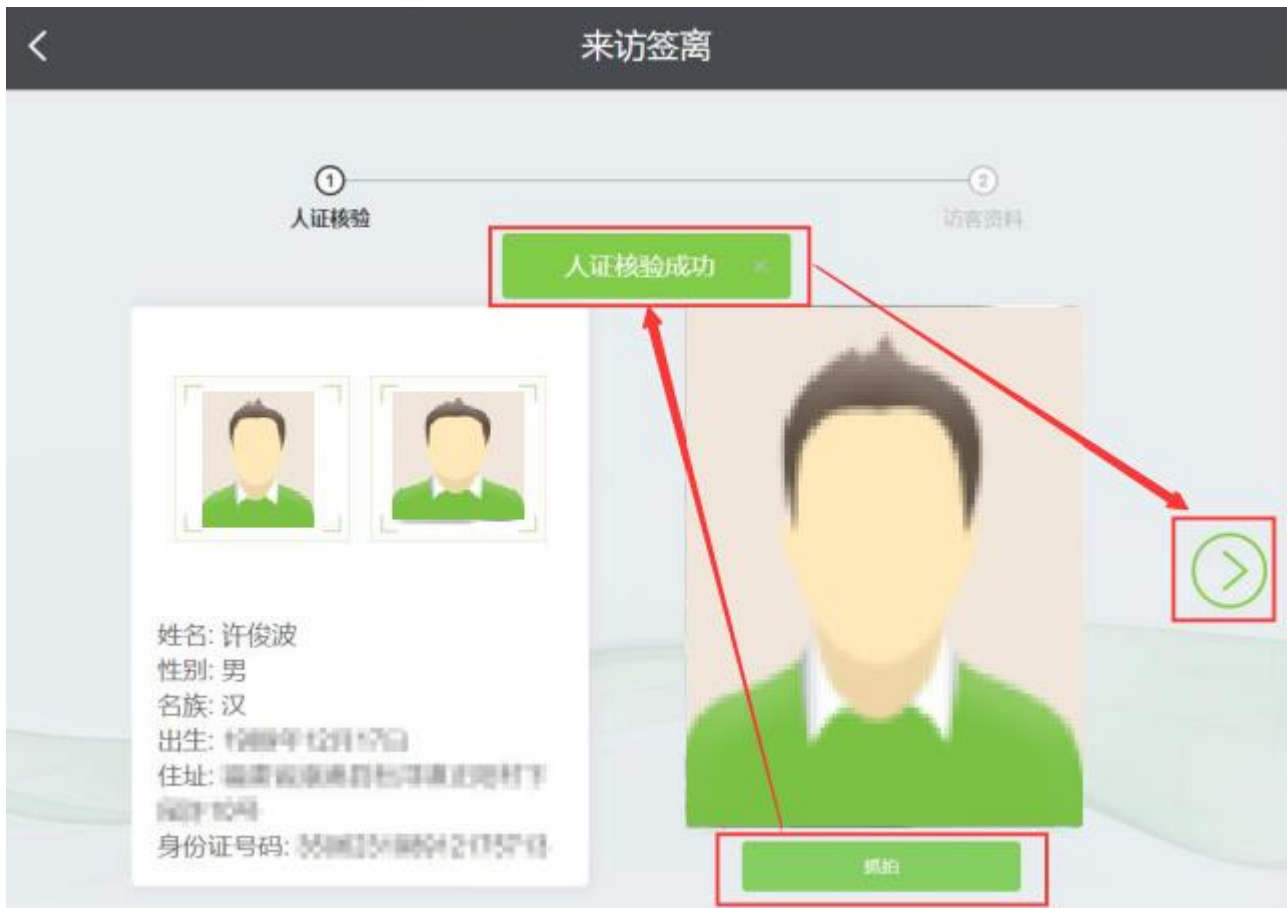 来访签离
1
2
人证核验
访客资料
人证核验成功 ×
姓名: 许俊波
性别: 男
名族: 汉
出生:
住址:
身份证号码:
抓拍